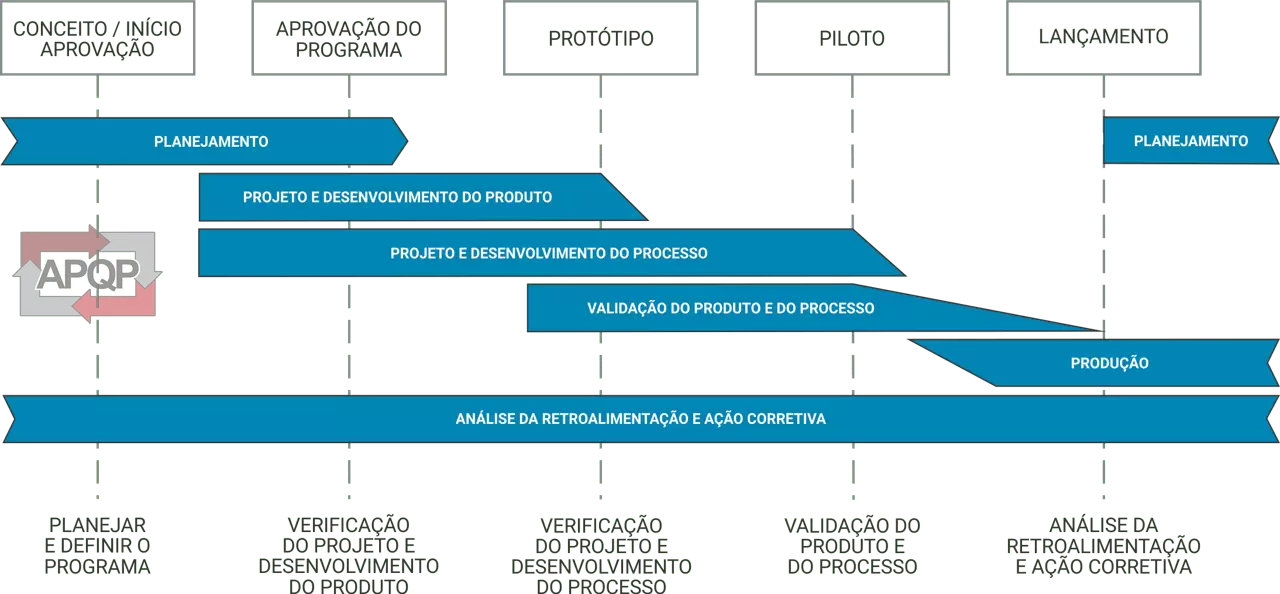 CONCEITO / INÍCIO
APROVAÇÃO
APROVAÇÃO DO
PROGRAMA
PROTÓTIPO
PILOTO
LANÇAMENTO
PLANEJAMENTO
PLANEJAMENTO
PROJETO E DESENVOLVIMENTO DO PRODUTO
PROJETO E DESENVOLVIMENTO DO PROCESSO
APQP
VALIDAÇÃO DO PRODUTO E DO PROCESSO
PRODUÇÃO
ANÁLISE DA RETROALIMENTAÇÃO E AÇÃO CORRETIVA
PLANEJAR
E DEFINIR O
PROGRAMA
VERIFICAÇÃO
DO PROJETO E
DESENVOLVIMENTO
DO PRODUTO
VERIFICAÇÃO
DO PROJETO E
DESENVOLVIMENTO
DO PROCESSO
VALIDAÇÃO DO
PRODUTO E
DO PROCESSO
ANÁLISE DA
RETROALIMENTAÇÃO
E AÇÃO CORRETIVA